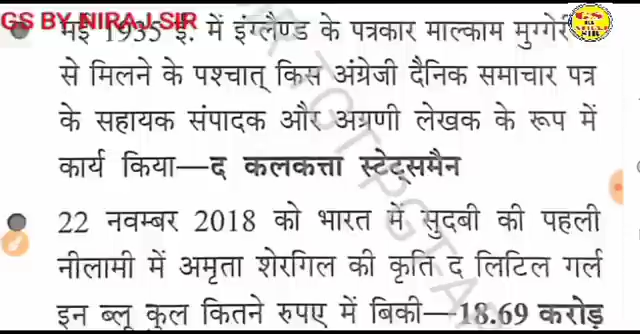 GS BY NIRAJ SIR
मई 1935 ई. में इंग्लैण्ड के पत्रकार माल्काम मुग्गेरी
से मिलने के पश्चात् किस अंग्रेजी दैनिक समाचार पत्र
के सहायक संपादक और अग्रणी लेखक के रूप में
कार्य किया—द कलकत्ता स्टेट्समैन
22 नवम्बर 2018 को भारत में सुदबी की पहली
नीलामी में अमृता शेरगिल की कृति द लिटिल गर्ल
इन ब्लू कुल कितने रुपए में बिकी—18.69 करोड़